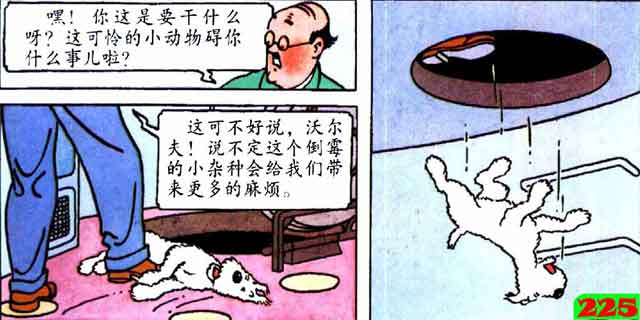 嘿！你这是要干什么
呀？这可怜的小动物碍你
什么事儿啦？
这可不好说，沃尔
夫！说不定这个倒霉
的小杂种会给我们带
来更多的麻烦。
225